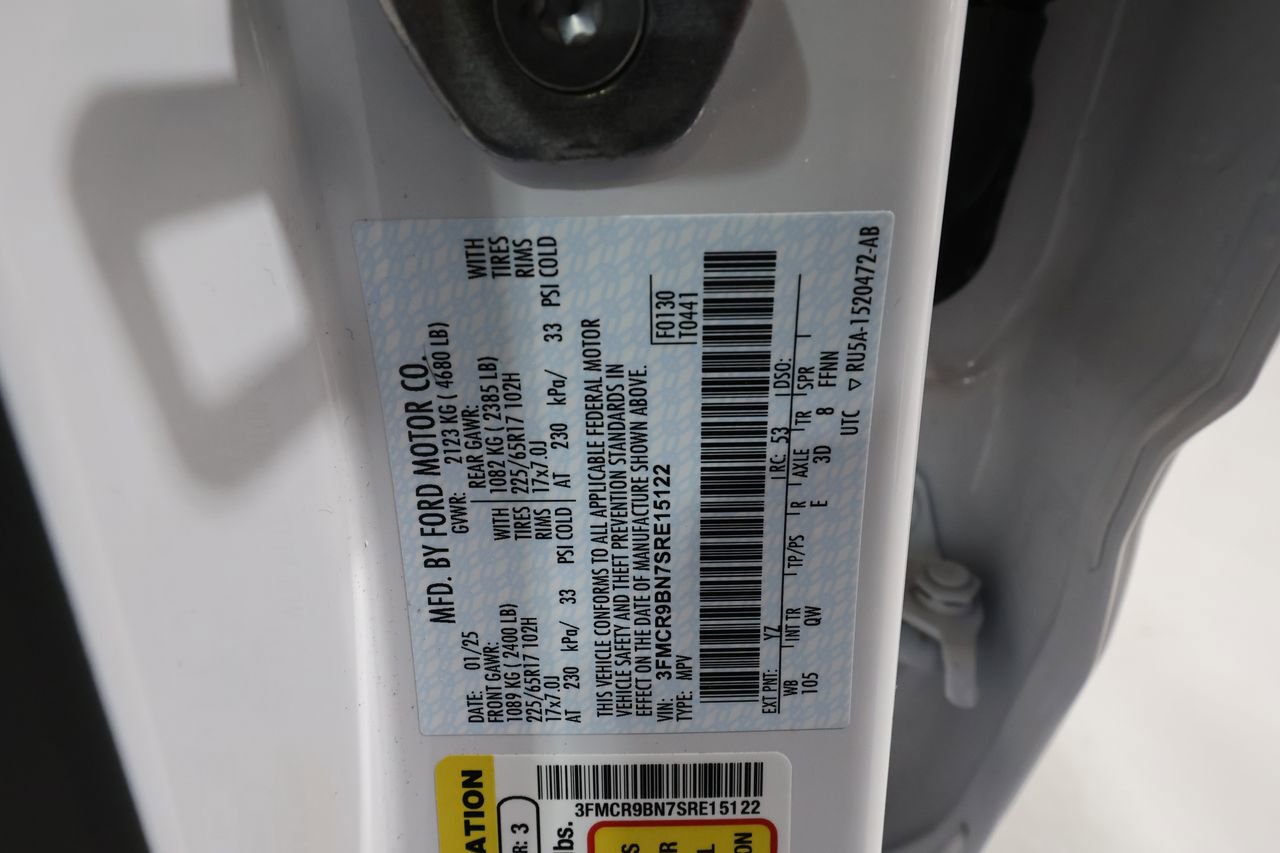 MFD. BY FORD MOTOR CO.
DATE: 01/25 GVWR: 2123 KG ( 4680 LB)
FRONT GAWR: REAR GAWR:
1089 KG ( 2400 LB) WITH 1082 KG ( 2385 LB) WITH
225/65R17 102H TIRES 225/65R17 102H TIRES
17x7.0J RIMS 17x7.0J RIMS
AT 230 kPa/ 33 PSI COLD AT 230 kPa/ 33 PSI COLD
THIS VEHICLE CONFORMS TO ALL APPLICABLE FEDERAL MOTOR
VEHICLE SAFETY AND THEFT PREVENTION STANDARDS IN
EFFECT ON THE DATE OF MANUFACTURE SHOWN ABOVE.
VIN: 3FMCR9BN7SRE15122 F0130
TYPE: MPV T0441
EXT PNT: YZ RC: 53 DSO:
WB INT TR TP/PS R AXLE TR SPR
105 QW E 3D 8 FFNN
UTC ▽ RU5A-1520472-AB
ATION
R: 3
3FMCR9BN7SRE15122
lbs.